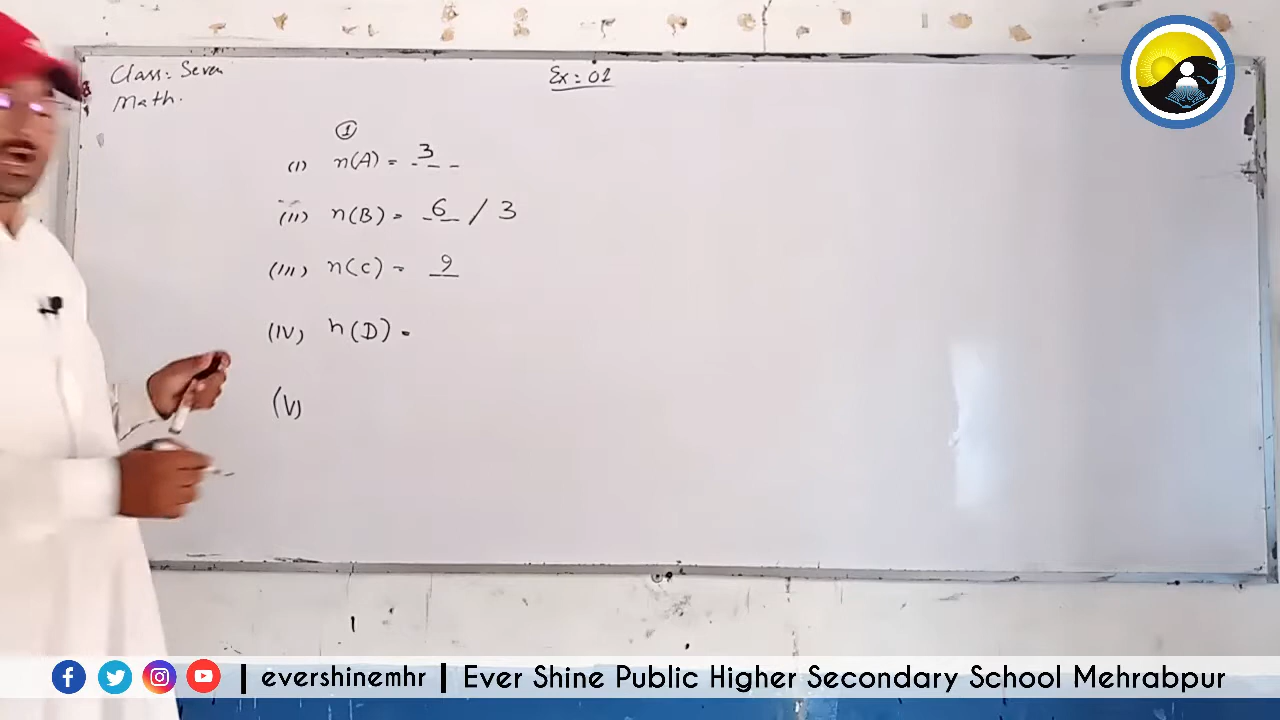 Class: Seven
Math.
Ex: 01
①
(i) n(A) = 3
(ii) n(B) = 6 / 3
(iii) n(C) = 9
(iv) n(D) =
(v)
| evershinemhr | Ever Shine Public Higher Secondary School Mehrabpur